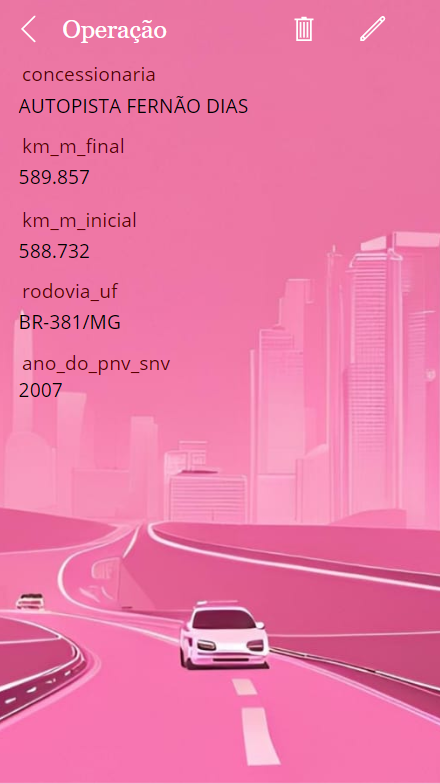 Operação
concessionaria
AUTOPISTA FERNÃO DIAS
km_m_final
589.857
km_m_inicial
588.732
rodovia_uf
BR-381/MG
ano_do_pnv_snv
2007